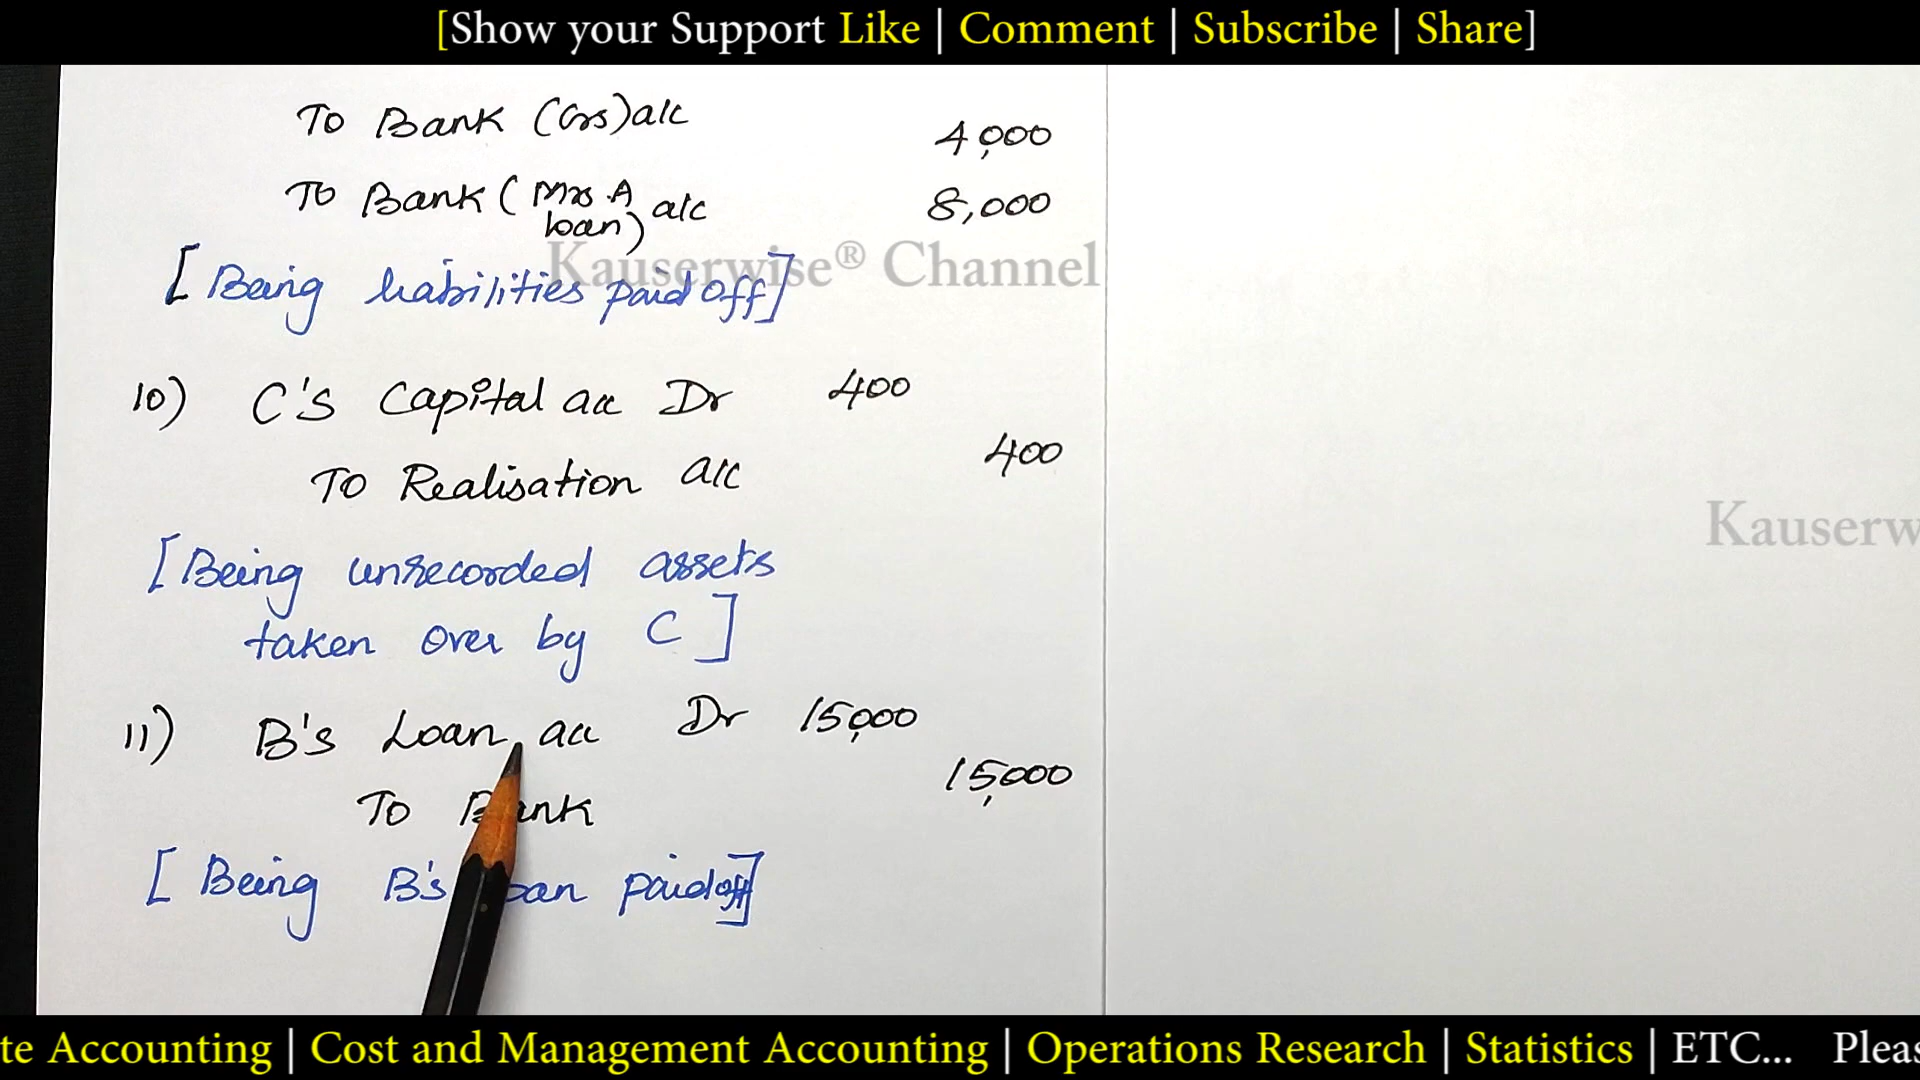 [Show your Support Like | Comment | Subscribe | Share]
To Bank (Crs) a/c 4,000
To Bank (Mrs A loan) a/c 8,000
Kauserwise® Channel
[Being liabilities paid off]
10) C's Capital a/c Dr 400
To Realisation a/c 400
Kauserw
[Being unrecorded assets
taken over by C]
11) B's Loan a/c Dr 15,000
To Bank 15,000
[Being B's loan paid off]
te Accounting | Cost and Management Accounting | Operations Research | Statistics | ETC... Pleas